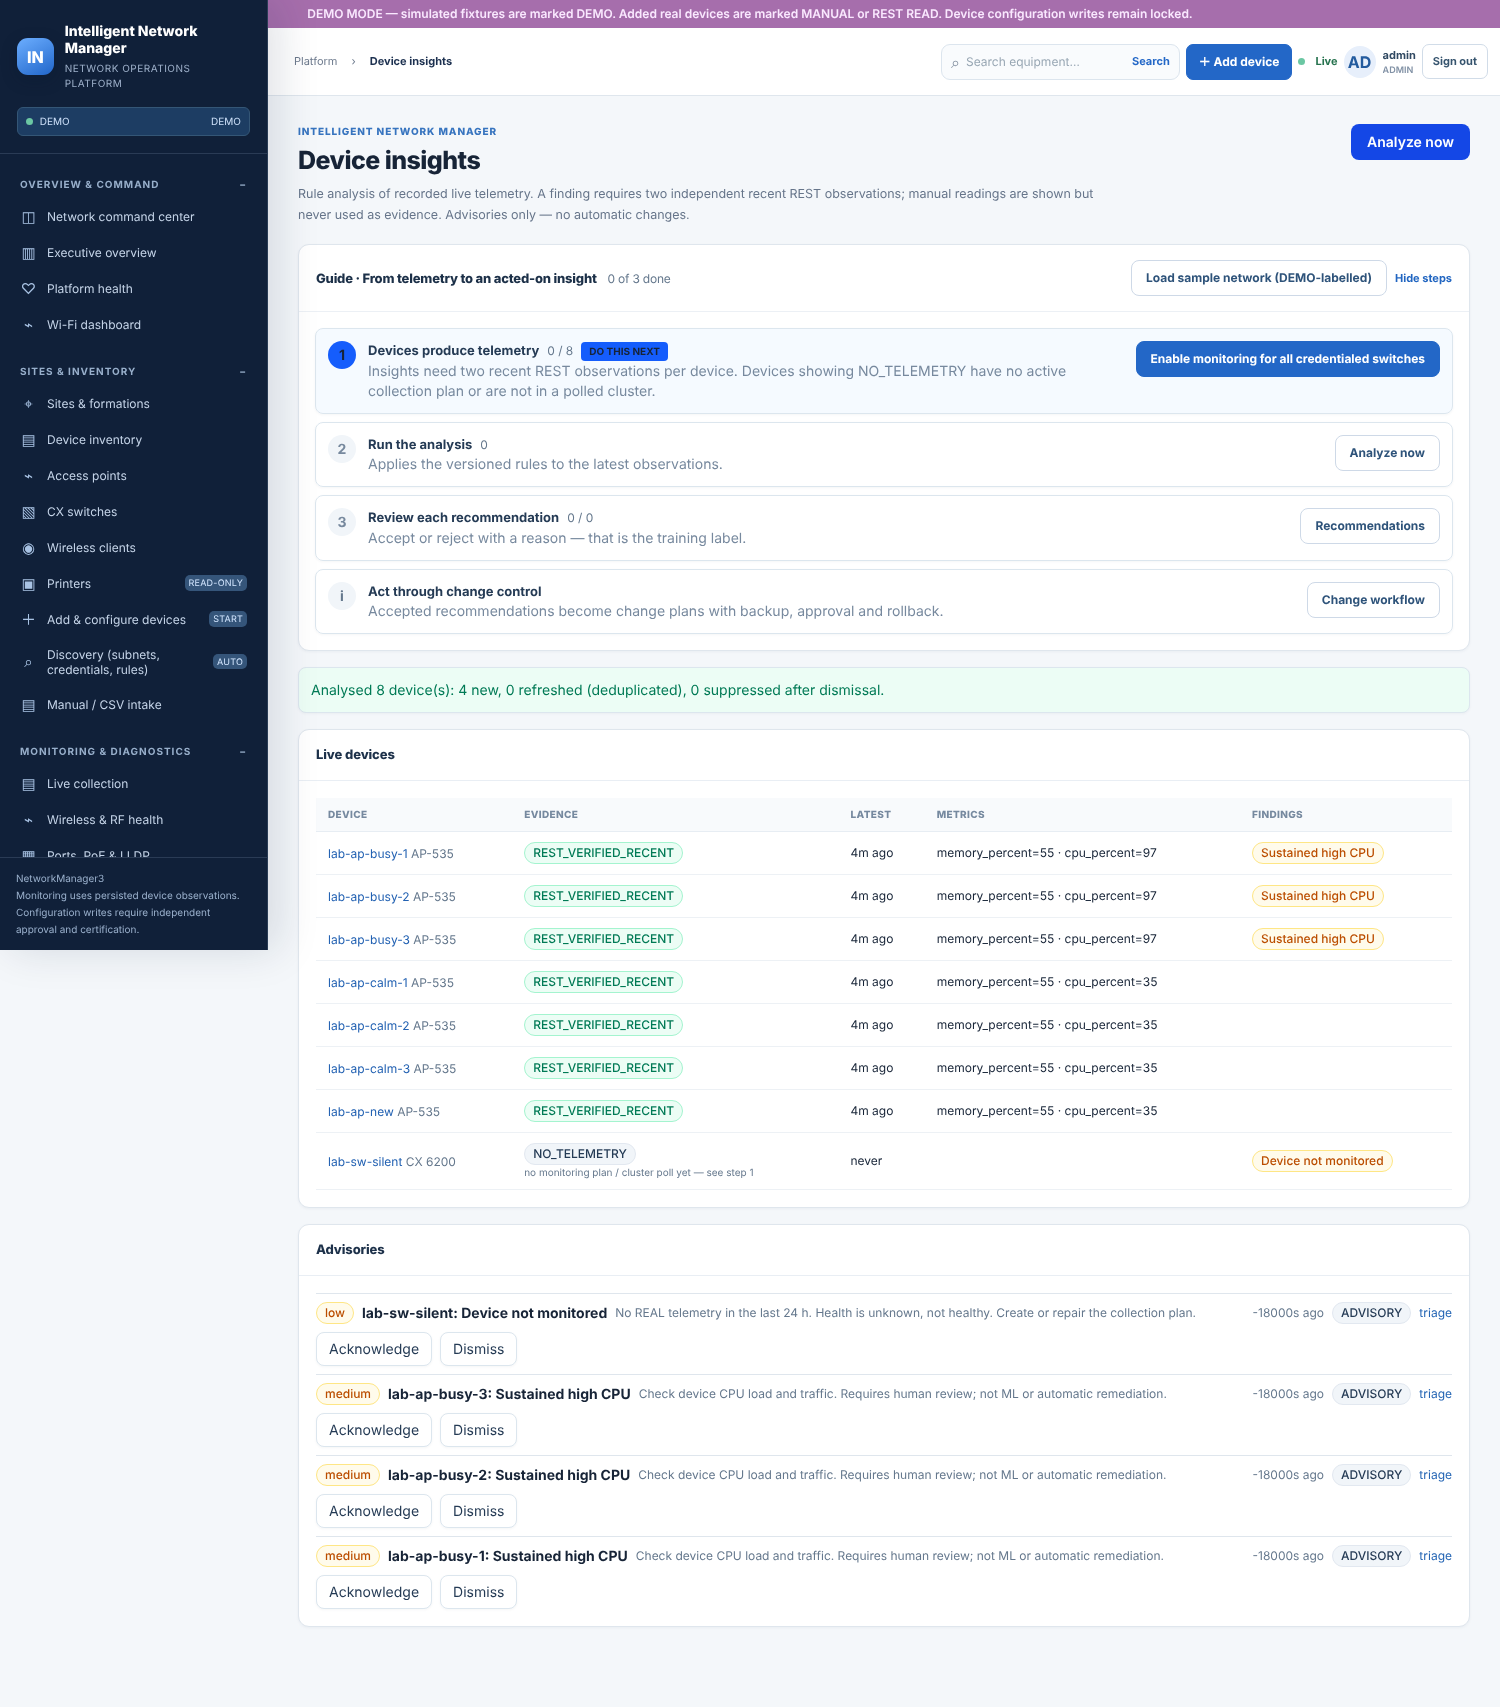 DEMO MODE — simulated fixtures are marked DEMO. Added real devices are marked MANUAL or REST READ. Device configuration writes remain locked.
IN
Intelligent Network
Manager
NETWORK OPERATIONS
PLATFORM
DEMO DEMO
OVERVIEW & COMMAND –
Network command center
Executive overview
Platform health
Wi-Fi dashboard
SITES & INVENTORY –
Sites & formations
Device inventory
Access points
CX switches
Wireless clients
Printers READ-ONLY
+ Add & configure devices START
Discovery (subnets,
credentials, rules) AUTO
Manual / CSV intake
MONITORING & DIAGNOSTICS –
Live collection
Wireless & RF health
Ports, PoE & LLDP
NetworkManager3
Monitoring uses persisted device observations.
Configuration writes require independent
approval and certification.
Platform › Device insights
Search equipment... Search
+ Add device
Live
AD
admin
ADMIN
Sign out
INTELLIGENT NETWORK MANAGER
Device insights
Analyze now
Rule analysis of recorded live telemetry. A finding requires two independent recent REST observations; manual readings are shown but
never used as evidence. Advisories only — no automatic changes.
Guide · From telemetry to an acted-on insight 0 of 3 done
Load sample network (DEMO-labelled) Hide steps
1 Devices produce telemetry 0 / 8 DO THIS NEXT
Insights need two recent REST observations per device. Devices showing NO_TELEMETRY have no active
collection plan or are not in a polled cluster.
Enable monitoring for all credentialed switches
2 Run the analysis 0
Applies the versioned rules to the latest observations.
Analyze now
3 Review each recommendation 0 / 0
Accept or reject with a reason — that is the training label.
Recommendations
i Act through change control
Accepted recommendations become change plans with backup, approval and rollback.
Change workflow
Analysed 8 device(s): 4 new, 0 refreshed (deduplicated), 0 suppressed after dismissal.
Live devices
DEVICE EVIDENCE LATEST METRICS FINDINGS
lab-ap-busy-1 AP-535 REST_VERIFIED_RECENT 4m ago memory_percent=55 · cpu_percent=97 Sustained high CPU
lab-ap-busy-2 AP-535 REST_VERIFIED_RECENT 4m ago memory_percent=55 · cpu_percent=97 Sustained high CPU
lab-ap-busy-3 AP-535 REST_VERIFIED_RECENT 4m ago memory_percent=55 · cpu_percent=97 Sustained high CPU
lab-ap-calm-1 AP-535 REST_VERIFIED_RECENT 4m ago memory_percent=55 · cpu_percent=35
lab-ap-calm-2 AP-535 REST_VERIFIED_RECENT 4m ago memory_percent=55 · cpu_percent=35
lab-ap-calm-3 AP-535 REST_VERIFIED_RECENT 4m ago memory_percent=55 · cpu_percent=35
lab-ap-new AP-535 REST_VERIFIED_RECENT 4m ago memory_percent=55 · cpu_percent=35
lab-sw-silent CX 6200 NO_TELEMETRY never Device not monitored
no monitoring plan / cluster poll yet — see step 1
Advisories
low lab-sw-silent: Device not monitored No REAL telemetry in the last 24 h. Health is unknown, not healthy. Create or repair the collection plan. -18000s ago ADVISORY triage
Acknowledge Dismiss
medium lab-ap-busy-3: Sustained high CPU Check device CPU load and traffic. Requires human review; not ML or automatic remediation. -18000s ago ADVISORY triage
Acknowledge Dismiss
medium lab-ap-busy-2: Sustained high CPU Check device CPU load and traffic. Requires human review; not ML or automatic remediation. -18000s ago ADVISORY triage
Acknowledge Dismiss
medium lab-ap-busy-1: Sustained high CPU Check device CPU load and traffic. Requires human review; not ML or automatic remediation. -18000s ago ADVISORY triage
Acknowledge Dismiss